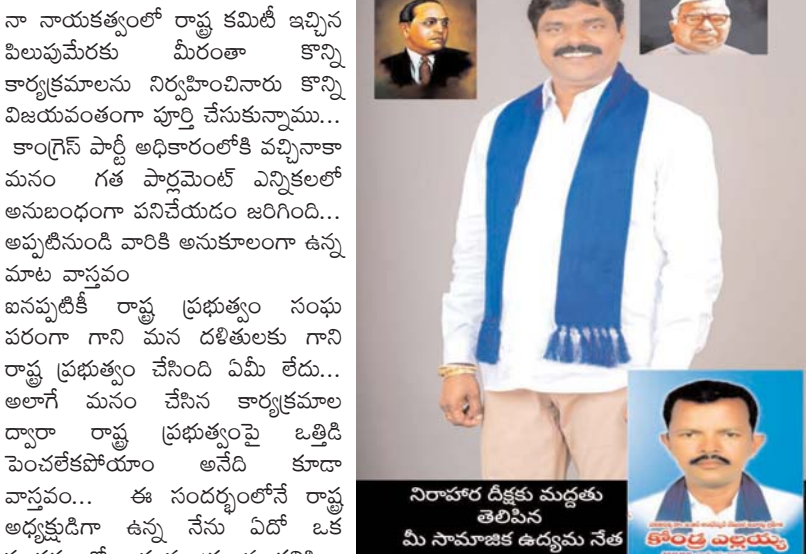 నా నాయకత్వంలో రాష్ట్ర కమిటీ ఇచ్చిన
పిలుపుమేరకు మీరంతా కొన్ని
కార్యక్రమాలను నిర్వహించినారు కొన్ని
విజయవంతంగా పూర్తి చేసుకున్నాము...
కాంగ్రెస్ పార్టీ అధికారంలోకి వచ్చినాకా
మనం గత పార్లమెంట్ ఎన్నికలలో
అనుబంధంగా పనిచేయడం జరిగింది...
అప్పటినుండి వారికి అనుకూలంగా ఉన్న
మాట వాస్తవం
ఐనప్పటికీ రాష్ట్ర ప్రభుత్వం సంఘ
పరంగా గాని మన దళితులకు గాని
రాష్ట్ర ప్రభుత్వం చేసింది ఏమీ లేదు...
అలాగే మనం చేసిన కార్యక్రమాల
ద్వారా రాష్ట్ర ప్రభుత్వంపై ఒత్తిడి
పెంచలేకపోయాం అనేది కూడా
వాస్తవం... ఈ సందర్భంలోనే రాష్ట్ర
అధ్యక్షుడిగా ఉన్న నేను ఏదో ఒక
నిరాహార దీక్షకు మద్దతు
తెలిపిన
మీ సామాజిక ఉద్యమ నేత
కోండ్ర ఎల్లయ్య